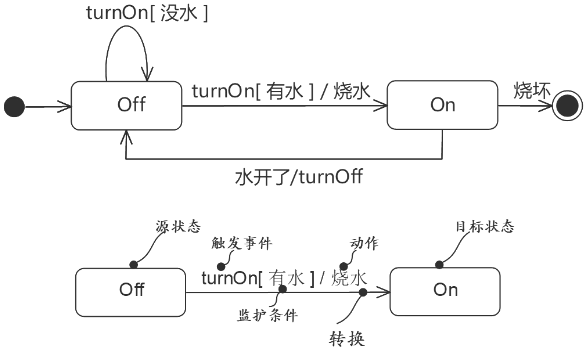 turnOn[ 没水 ]
Off
turnOn[ 有水 ] / 烧水
On
烧坏
水开了/turnOff
源状态
触发事件
动作
目标状态
turnOn[ 有水 ] / 烧水
Off
On
监护条件
转换